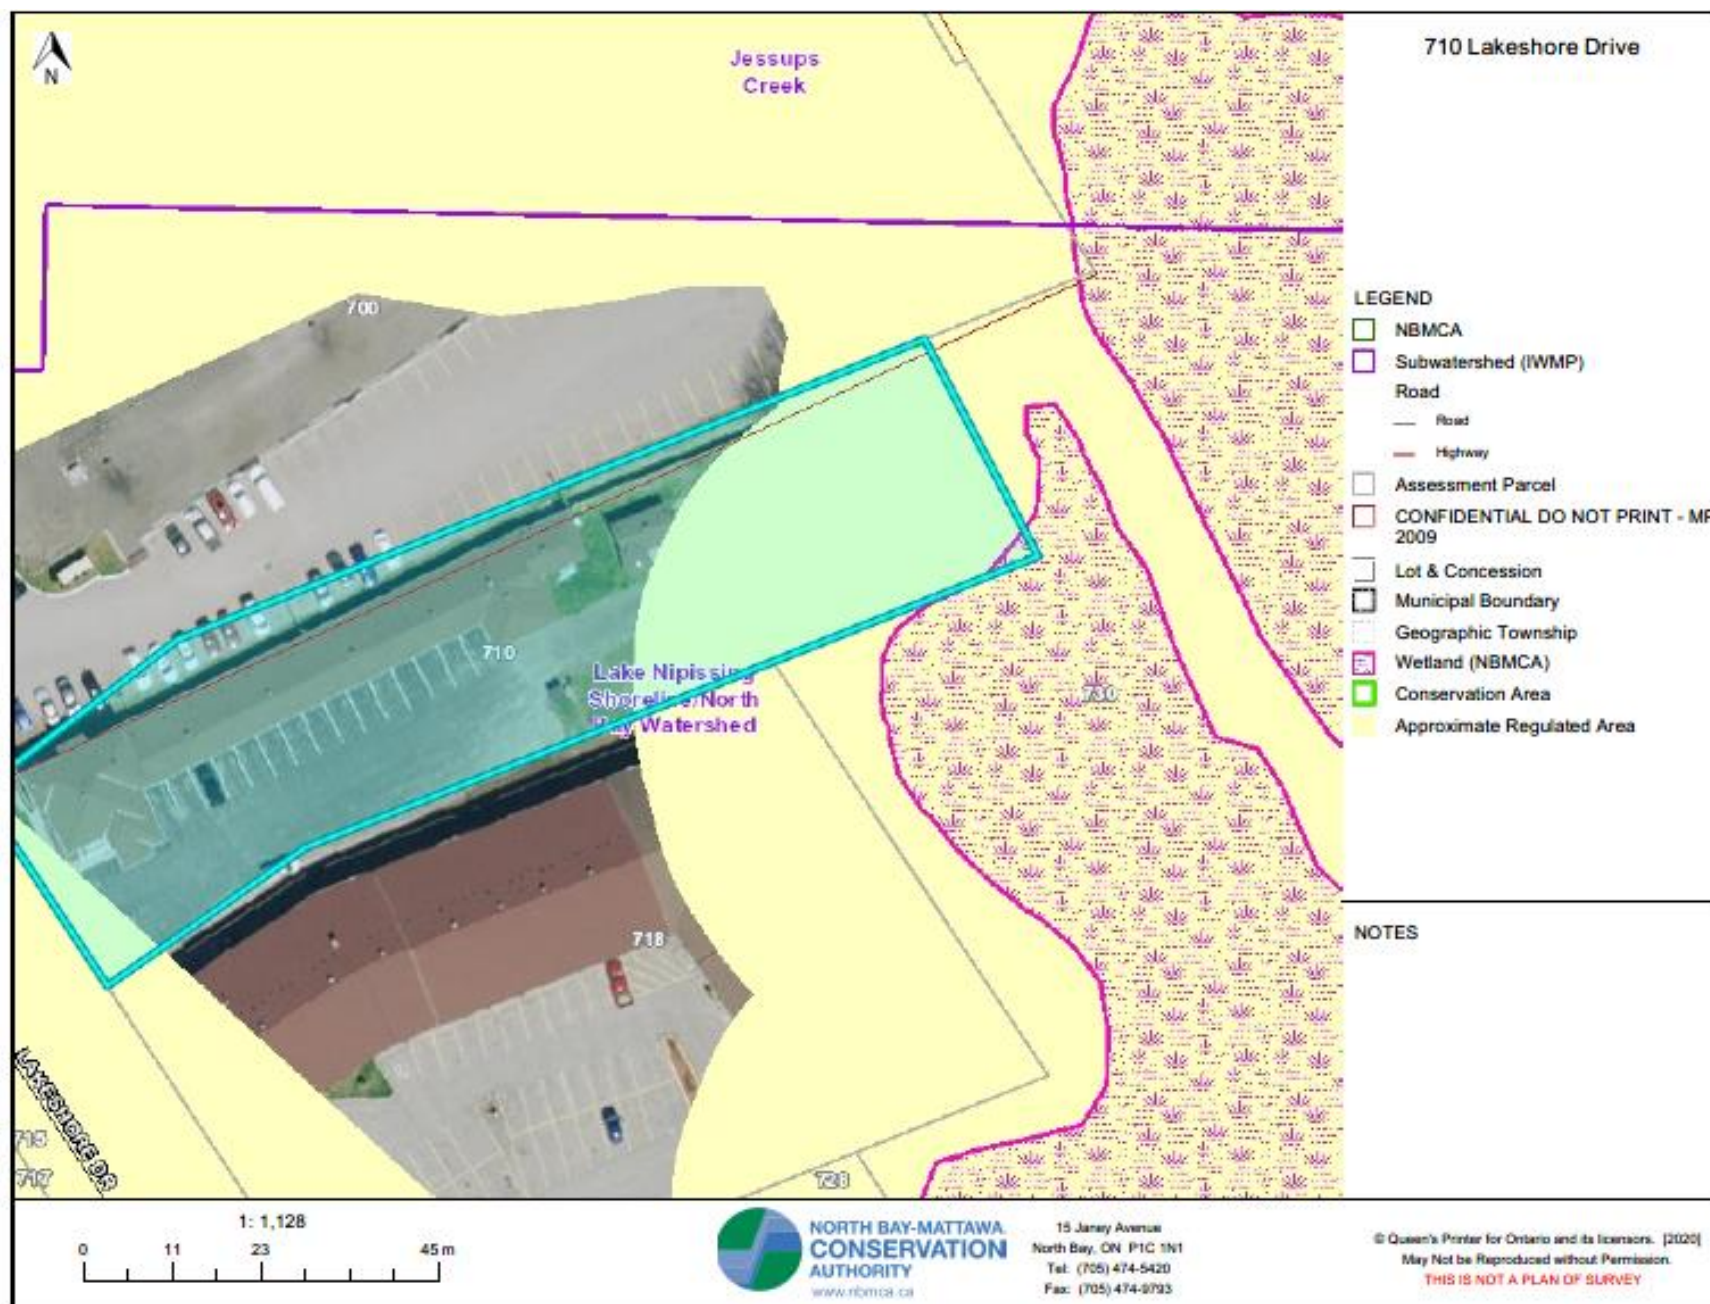 N
Jessups
Creek
710 Lakeshore Drive
700
710
Lake Nipissing
Shoreline/North
Bay Watershed
718
730
728
LAKESHORE DR
715
717
LEGEND
NBMCA
Subwatershed (IWMP)
Road
Road
Highway
Assessment Parcel
CONFIDENTIAL DO NOT PRINT - MP
2009
Lot & Concession
Municipal Boundary
Geographic Township
Wetland (NBMCA)
Conservation Area
Approximate Regulated Area
NOTES
1: 1,128
0 11 23 45 m
NORTH BAY-MATTAWA
CONSERVATION
AUTHORITY
www.nbmca.ca
15 Janey Avenue
North Bay, ON P1C 1N1
Tel: (705) 474-5420
Fax: (705) 474-9793
© Queen's Printer for Ontario and its licensors. [2020]
May Not be Reproduced without Permission.
THIS IS NOT A PLAN OF SURVEY